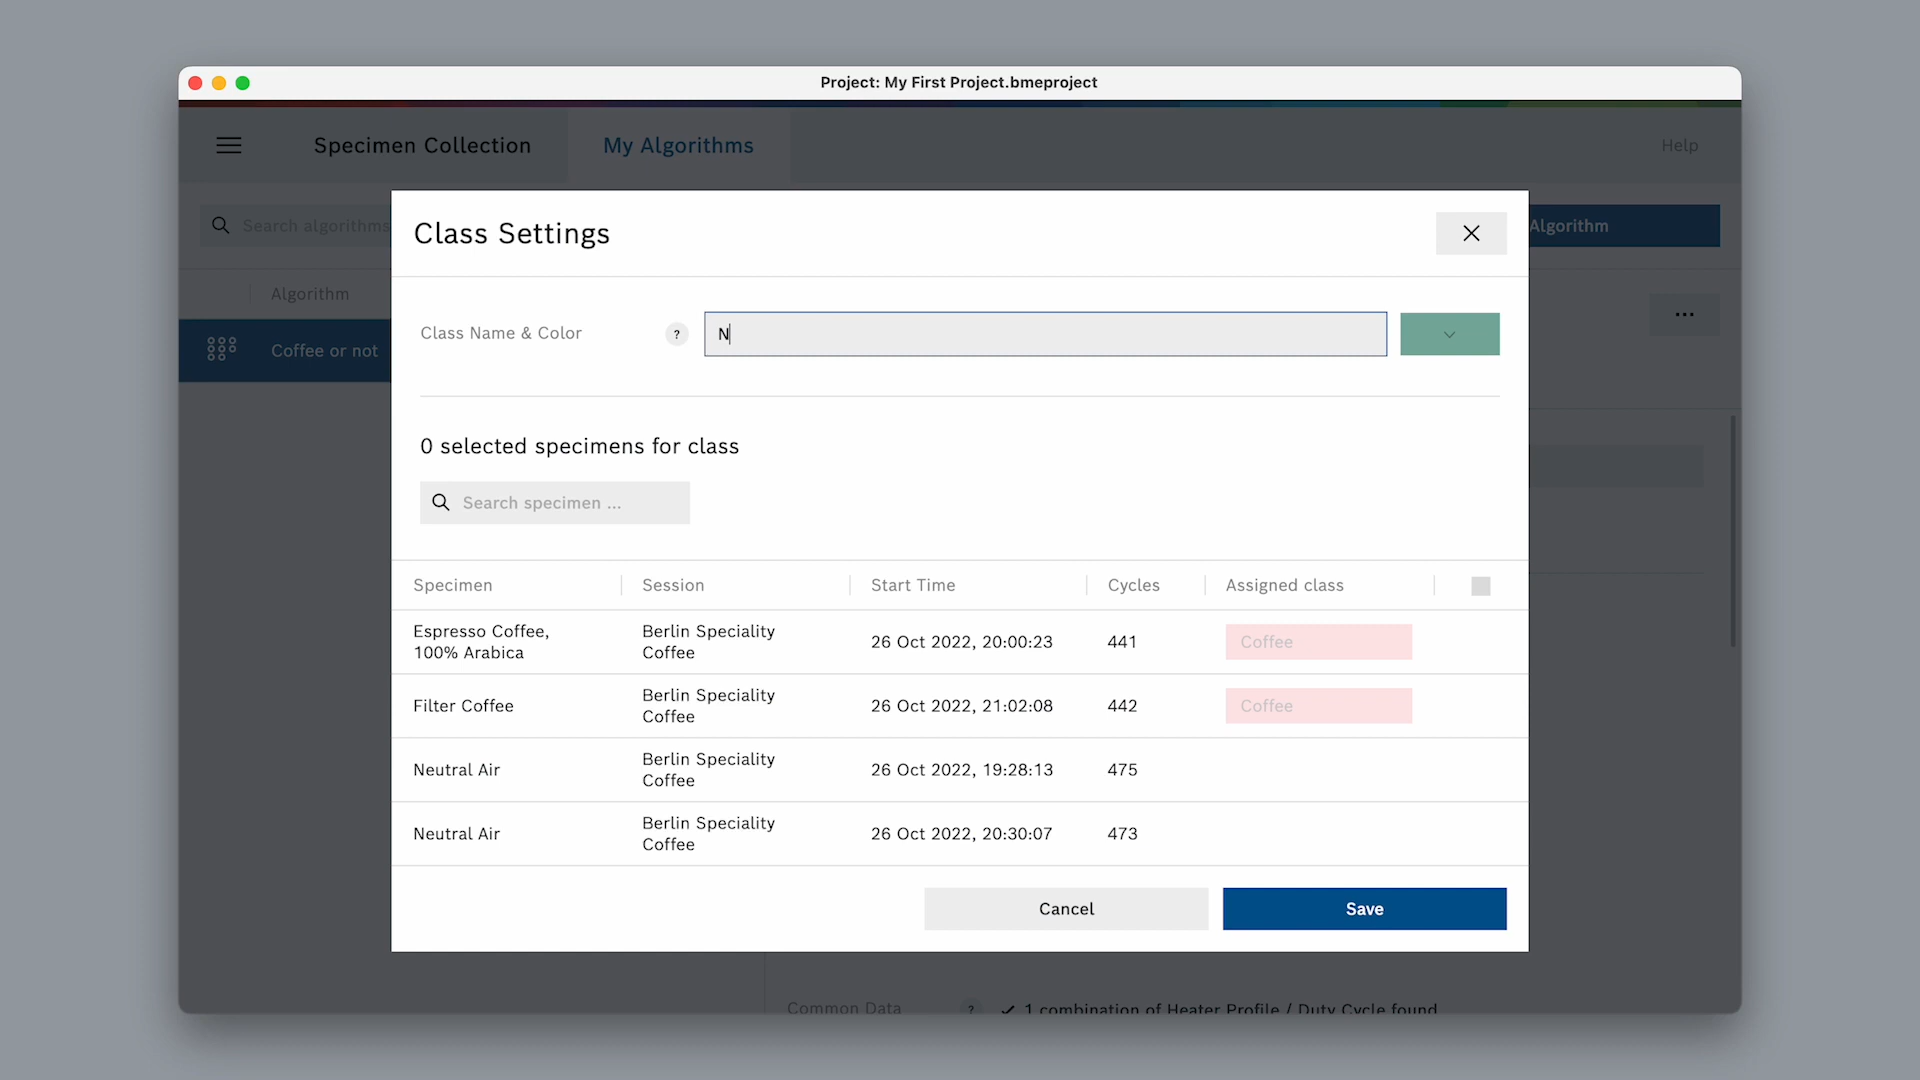 Project: My First Project.bmeproject
Specimen Collection
My Algorithms
Help
Search algorithms
Algorithm
Class Settings
Algorithm
Coffee or not
Class Name & Color
?
N
...
0 selected specimens for class
Search specimen ...
Specimen Session Start Time Cycles Assigned class
Espresso Coffee,
100% Arabica
Berlin Speciality
Coffee
26 Oct 2022, 20:00:23
441
Coffee
Filter Coffee
Berlin Speciality
Coffee
26 Oct 2022, 21:02:08
442
Coffee
Neutral Air
Berlin Speciality
Coffee
26 Oct 2022, 19:28:13
475
Neutral Air
Berlin Speciality
Coffee
26 Oct 2022, 20:30:07
473
Cancel
Save
Common Data ? ✓ 1 combination of Heater Profile / Duty Cycle found